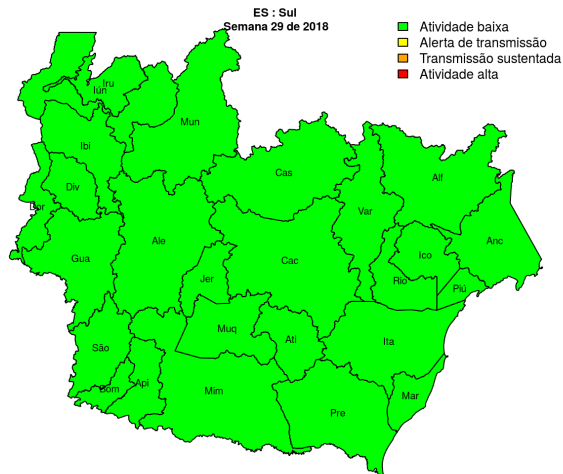 ES : Sul
Semana 29 de 2018
Atividade baixa
Alerta de transmissão
Transmissão sustentada
Atividade alta
Iru
Iún
Mun
Ibi
Cas
Alf
Div
Dor
Var
Ale
Anc
Gua
Cac
Ico
Jer
Rio
Piú
Muq
Ati
Ita
São
Api
Bom
Mim
Mar
Pre